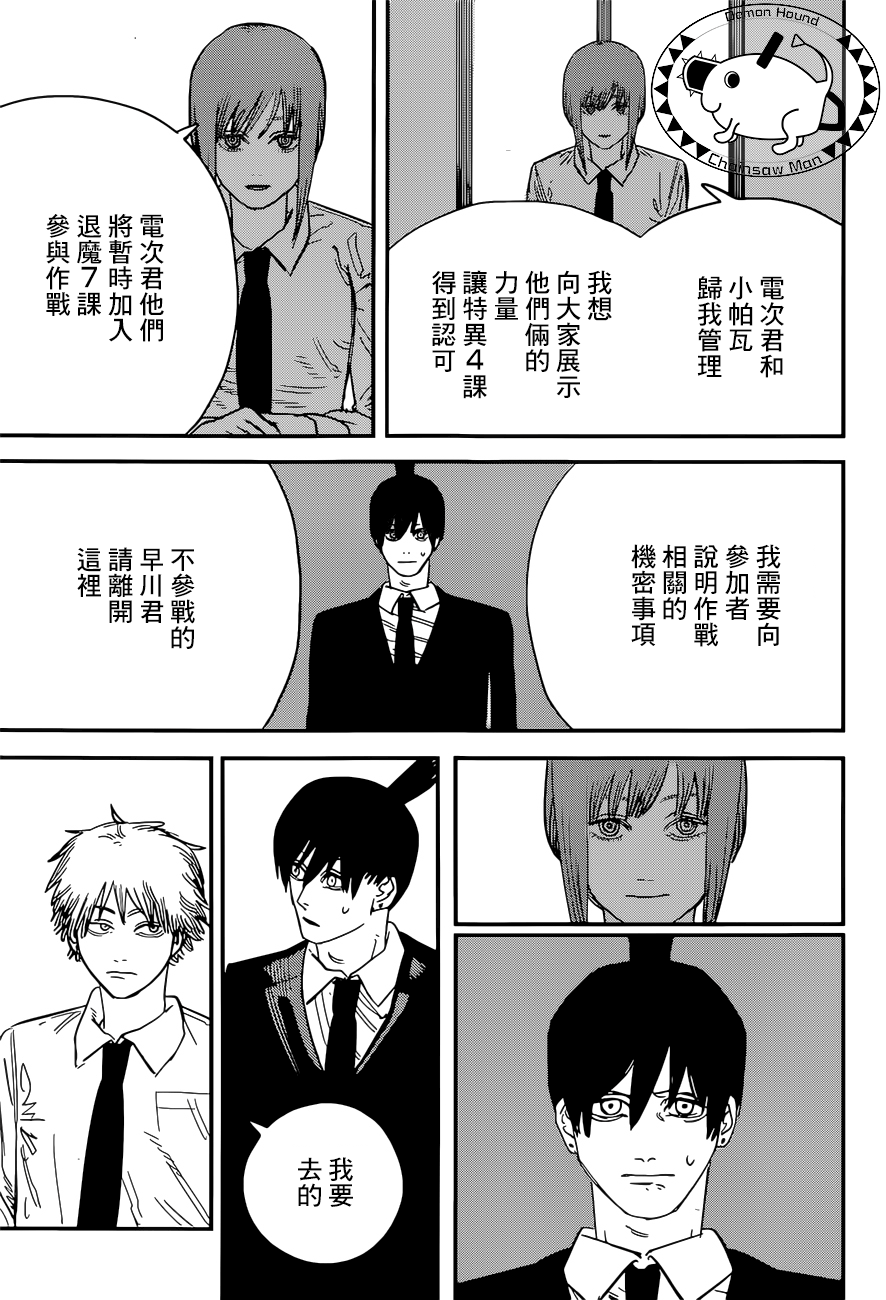 Demon Hound
Chainsaw Man
電次君和
小帕瓦
歸我管理
我想
向大家展示
他們倆的
力量
讓特異4課
得到認可
電次君他們
將暫時加入
退魔7課
參與作戰
我需要向
參加者
說明作戰
相關的
機密事項
不參戰的
早川君
請離開
這裡
我要
去的